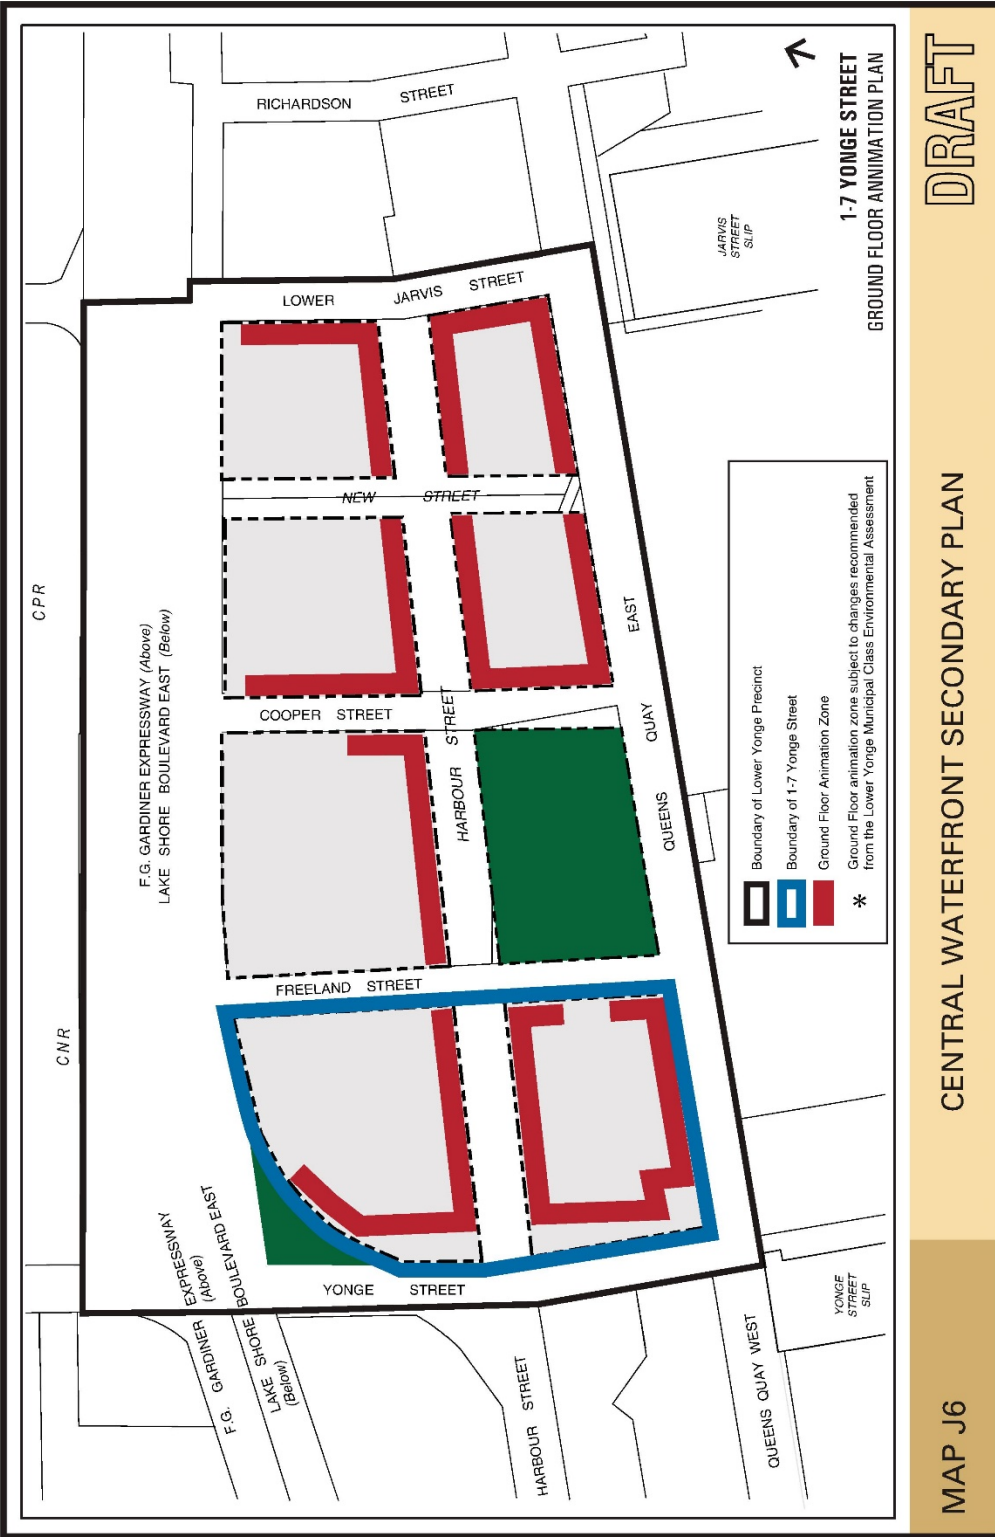 CPR
CNR
F.G. GARDINER EXPRESSWAY (Above)
LAKE SHORE BOULEVARD EAST (Below)
F.G. GARDINER EXPRESSWAY
(Above)
LAKE SHORE BOULEVARD EAST
(Below)
YONGE STREET
FREELAND STREET
COOPER STREET
NEW STREET
LOWER JARVIS STREET
RICHARDSON STREET
HARBOUR STREET
HARBOUR STREET
QUEENS QUAY EAST
QUEENS QUAY WEST
YONGE
STREET
SLIP
JARVIS
STREET
SLIP
Boundary of Lower Yonge Precinct
Boundary of 1-7 Yonge Street
Ground Floor Animation Zone
* Ground Floor animation zone subject to changes recommended
from the Lower Yonge Municipal Class Environmental Assessment
1-7 YONGE STREET
GROUND FLOOR ANNIMATION PLAN
MAP J6
CENTRAL WATERFRONT SECONDARY PLAN
DRAFT